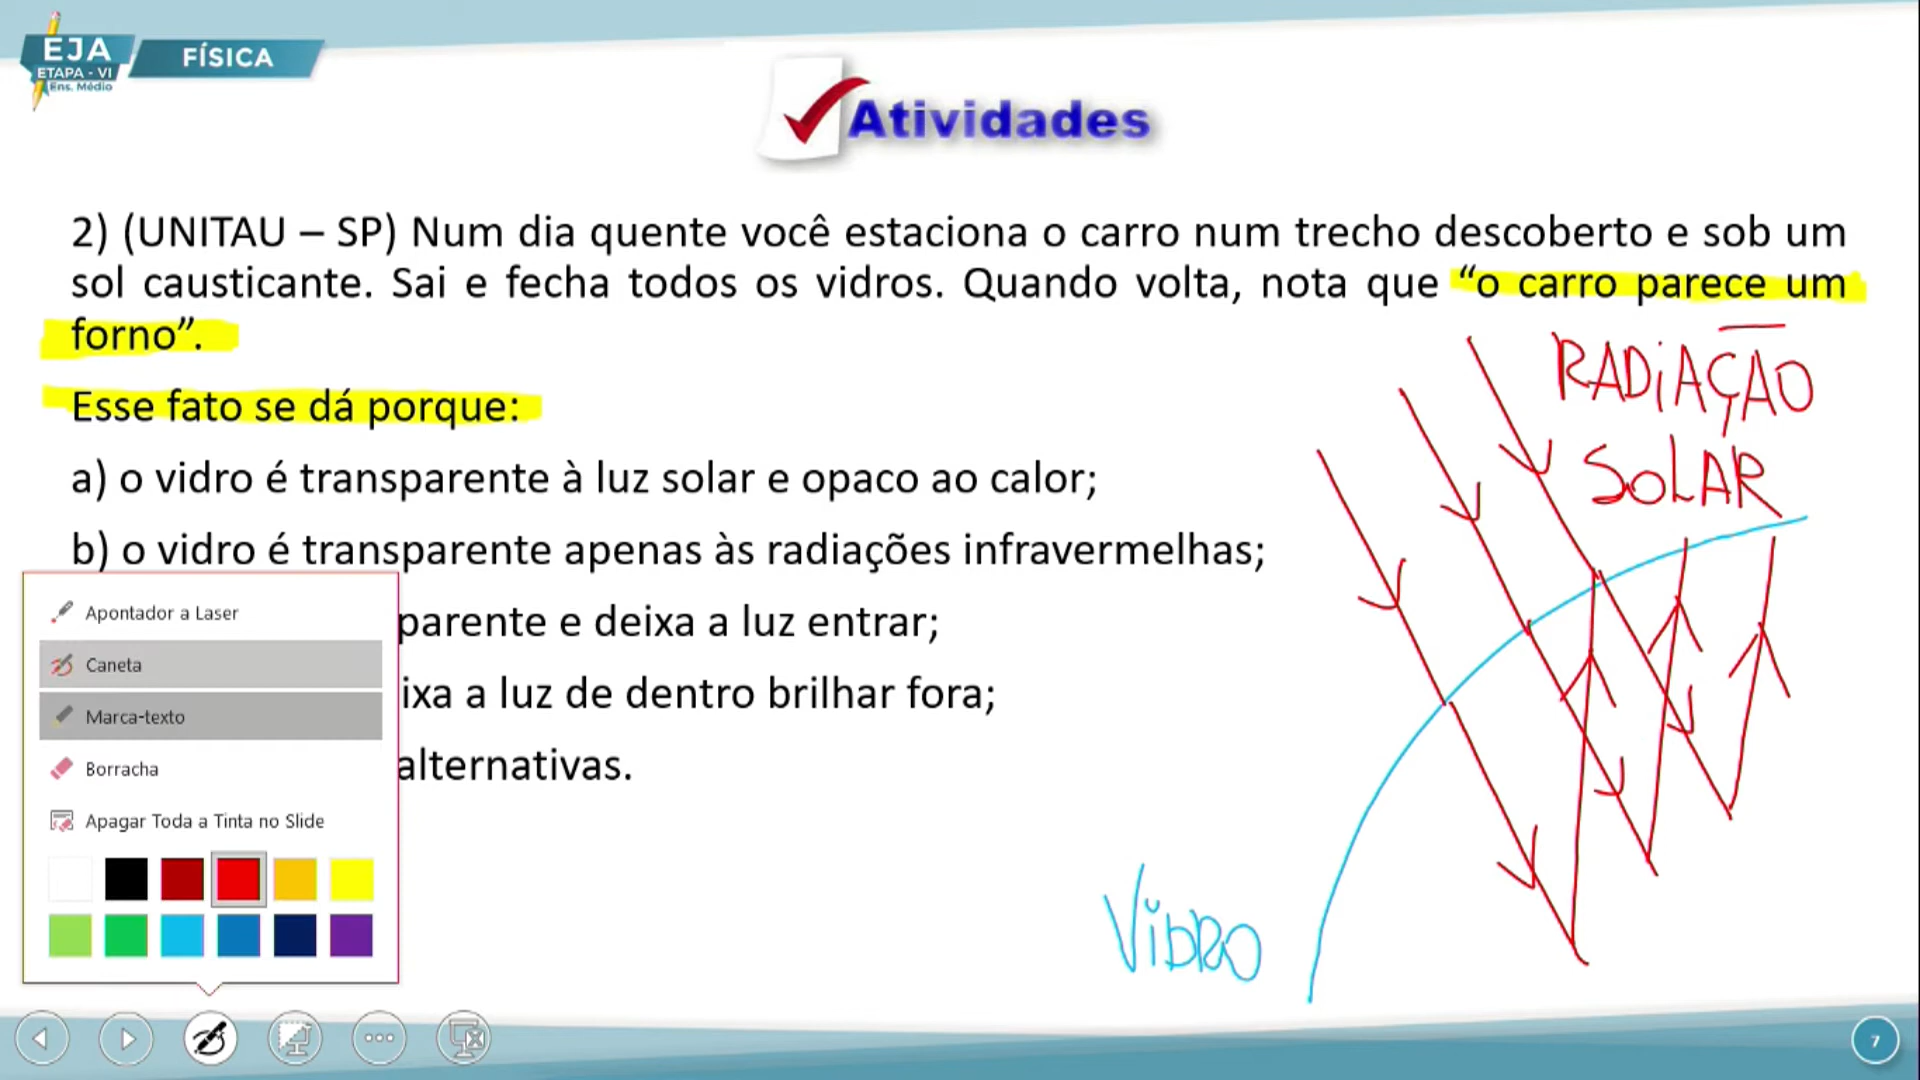 EJA
ETAPA - VI
Ens. Médio
FÍSICA
Atividades
2) (UNITAU – SP) Num dia quente você estaciona o carro num trecho descoberto e sob um
sol causticante. Sai e fecha todos os vidros. Quando volta, nota que “o carro parece um
forno”.
Esse fato se dá porque:
a) o vidro é transparente à luz solar e opaco ao calor;
b) o vidro é transparente apenas às radiações infravermelhas;
parente e deixa a luz entrar;
ixa a luz de dentro brilhar fora;
alternativas.
RADiAÇÃO
SOLAR
ViDRO
Apontador a Laser
Caneta
Marca-texto
Borracha
Apagar Toda a Tinta no Slide
7